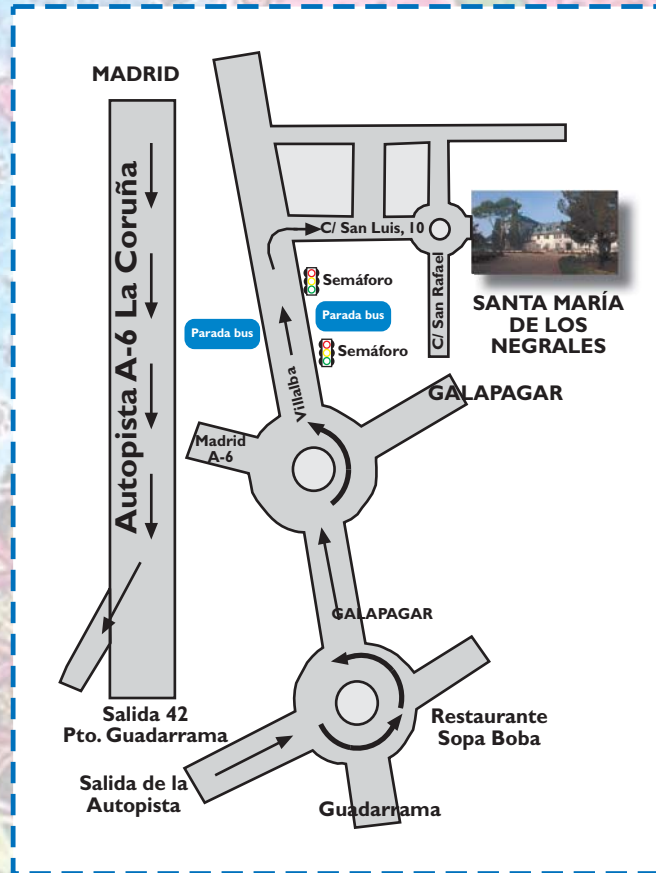 MADRID
Autopista A-6 La Coruña
C/ San Luis, 10
C/ San Rafael
Semáforo
Parada bus
Parada bus
Semáforo
SANTA MARÍA
DE LOS
NEGRALES
Villalba
GALAPAGAR
Madrid
A-6
GALAPAGAR
Salida 42
Pto. Guadarrama
Restaurante
Sopa Boba
Salida de la
Autopista
Guadarrama